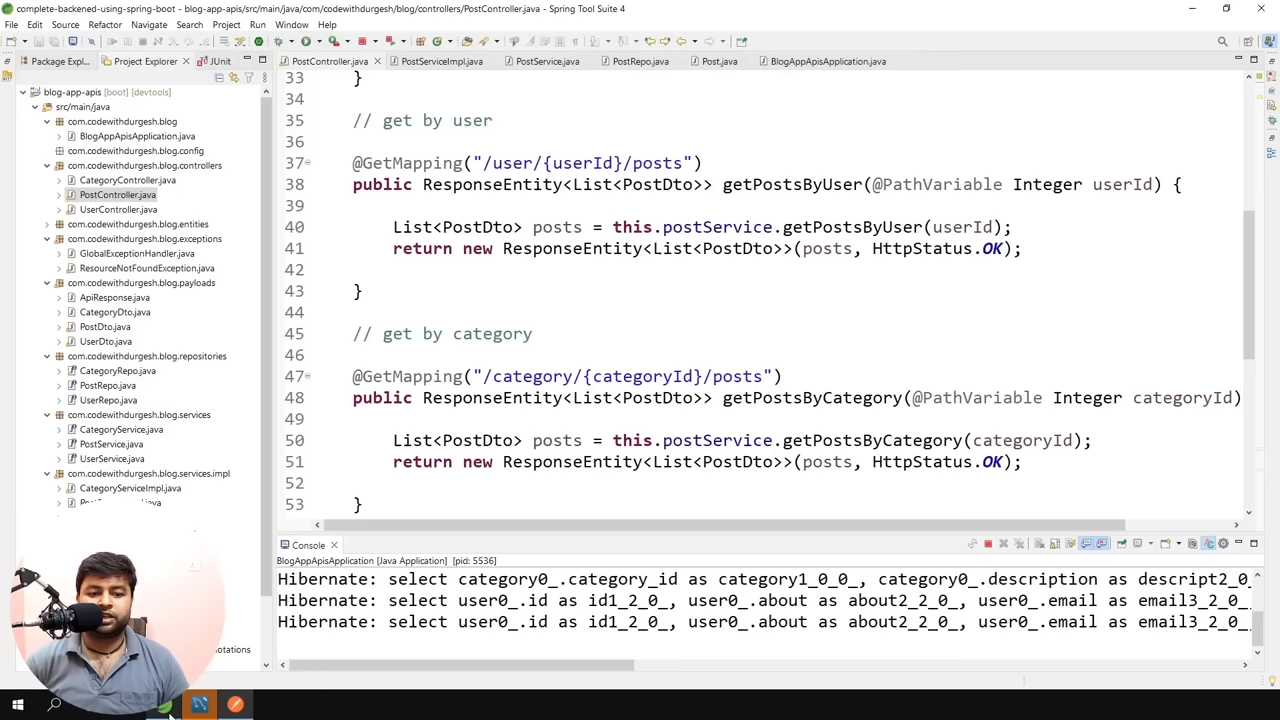 complete-backened-using-spring-boot - blog-app-apis/src/main/java/com/codewithdurgesh/blog/controllers/PostController.java - Spring Tool Suite 4
File Edit Source Refactor Navigate Search Project Run Window Help
Package Expl... Project Explorer JUnit
PostController.java PostServiceImpl.java PostService.java PostRepo.java Post.java BlogAppApisApplication.java
blog-app-apis [boot] [devtools]
src/main/java
com.codewithdurgesh.blog
BlogAppApisApplication.java
com.codewithdurgesh.blog.config
com.codewithdurgesh.blog.controllers
CategoryController.java
PostController.java
UserController.java
com.codewithdurgesh.blog.entities
com.codewithdurgesh.blog.exceptions
GlobalExceptionHandler.java
ResourceNotFoundException.java
com.codewithdurgesh.blog.payloads
ApiResponse.java
CategoryDto.java
PostDto.java
UserDto.java
com.codewithdurgesh.blog.repositories
CategoryRepo.java
PostRepo.java
UserRepo.java
com.codewithdurgesh.blog.services
CategoryService.java
PostService.java
UserService.java
com.codewithdurgesh.blog.services.impl
CategoryServiceImpl.java
notations
33 }
34
35 // get by user
36
37 @GetMapping("/user/{userId}/posts")
38 public ResponseEntity<List<PostDto>> getPostsByUser(@PathVariable Integer userId) {
39
40 List<PostDto> posts = this.postService.getPostsByUser(userId);
41 return new ResponseEntity<List<PostDto>>(posts, HttpStatus.OK);
42
43 }
44
45 // get by category
46
47 @GetMapping("/category/{categoryId}/posts")
48 public ResponseEntity<List<PostDto>> getPostsByCategory(@PathVariable Integer categoryId)
49
50 List<PostDto> posts = this.postService.getPostsByCategory(categoryId);
51 return new ResponseEntity<List<PostDto>>(posts, HttpStatus.OK);
52
53 }
Console
BlogAppApisApplication [Java Application] [pid: 5536]
Hibernate: select category0_.category_id as category1_0_0_, category0_.description as descript2_0_
Hibernate: select user0_.id as id1_2_0_, user0_.about as about2_2_0_, user0_.email as email3_2_0_
Hibernate: select user0_.id as id1_2_0_, user0_.about as about2_2_0_, user0_.email as email3_2_0_